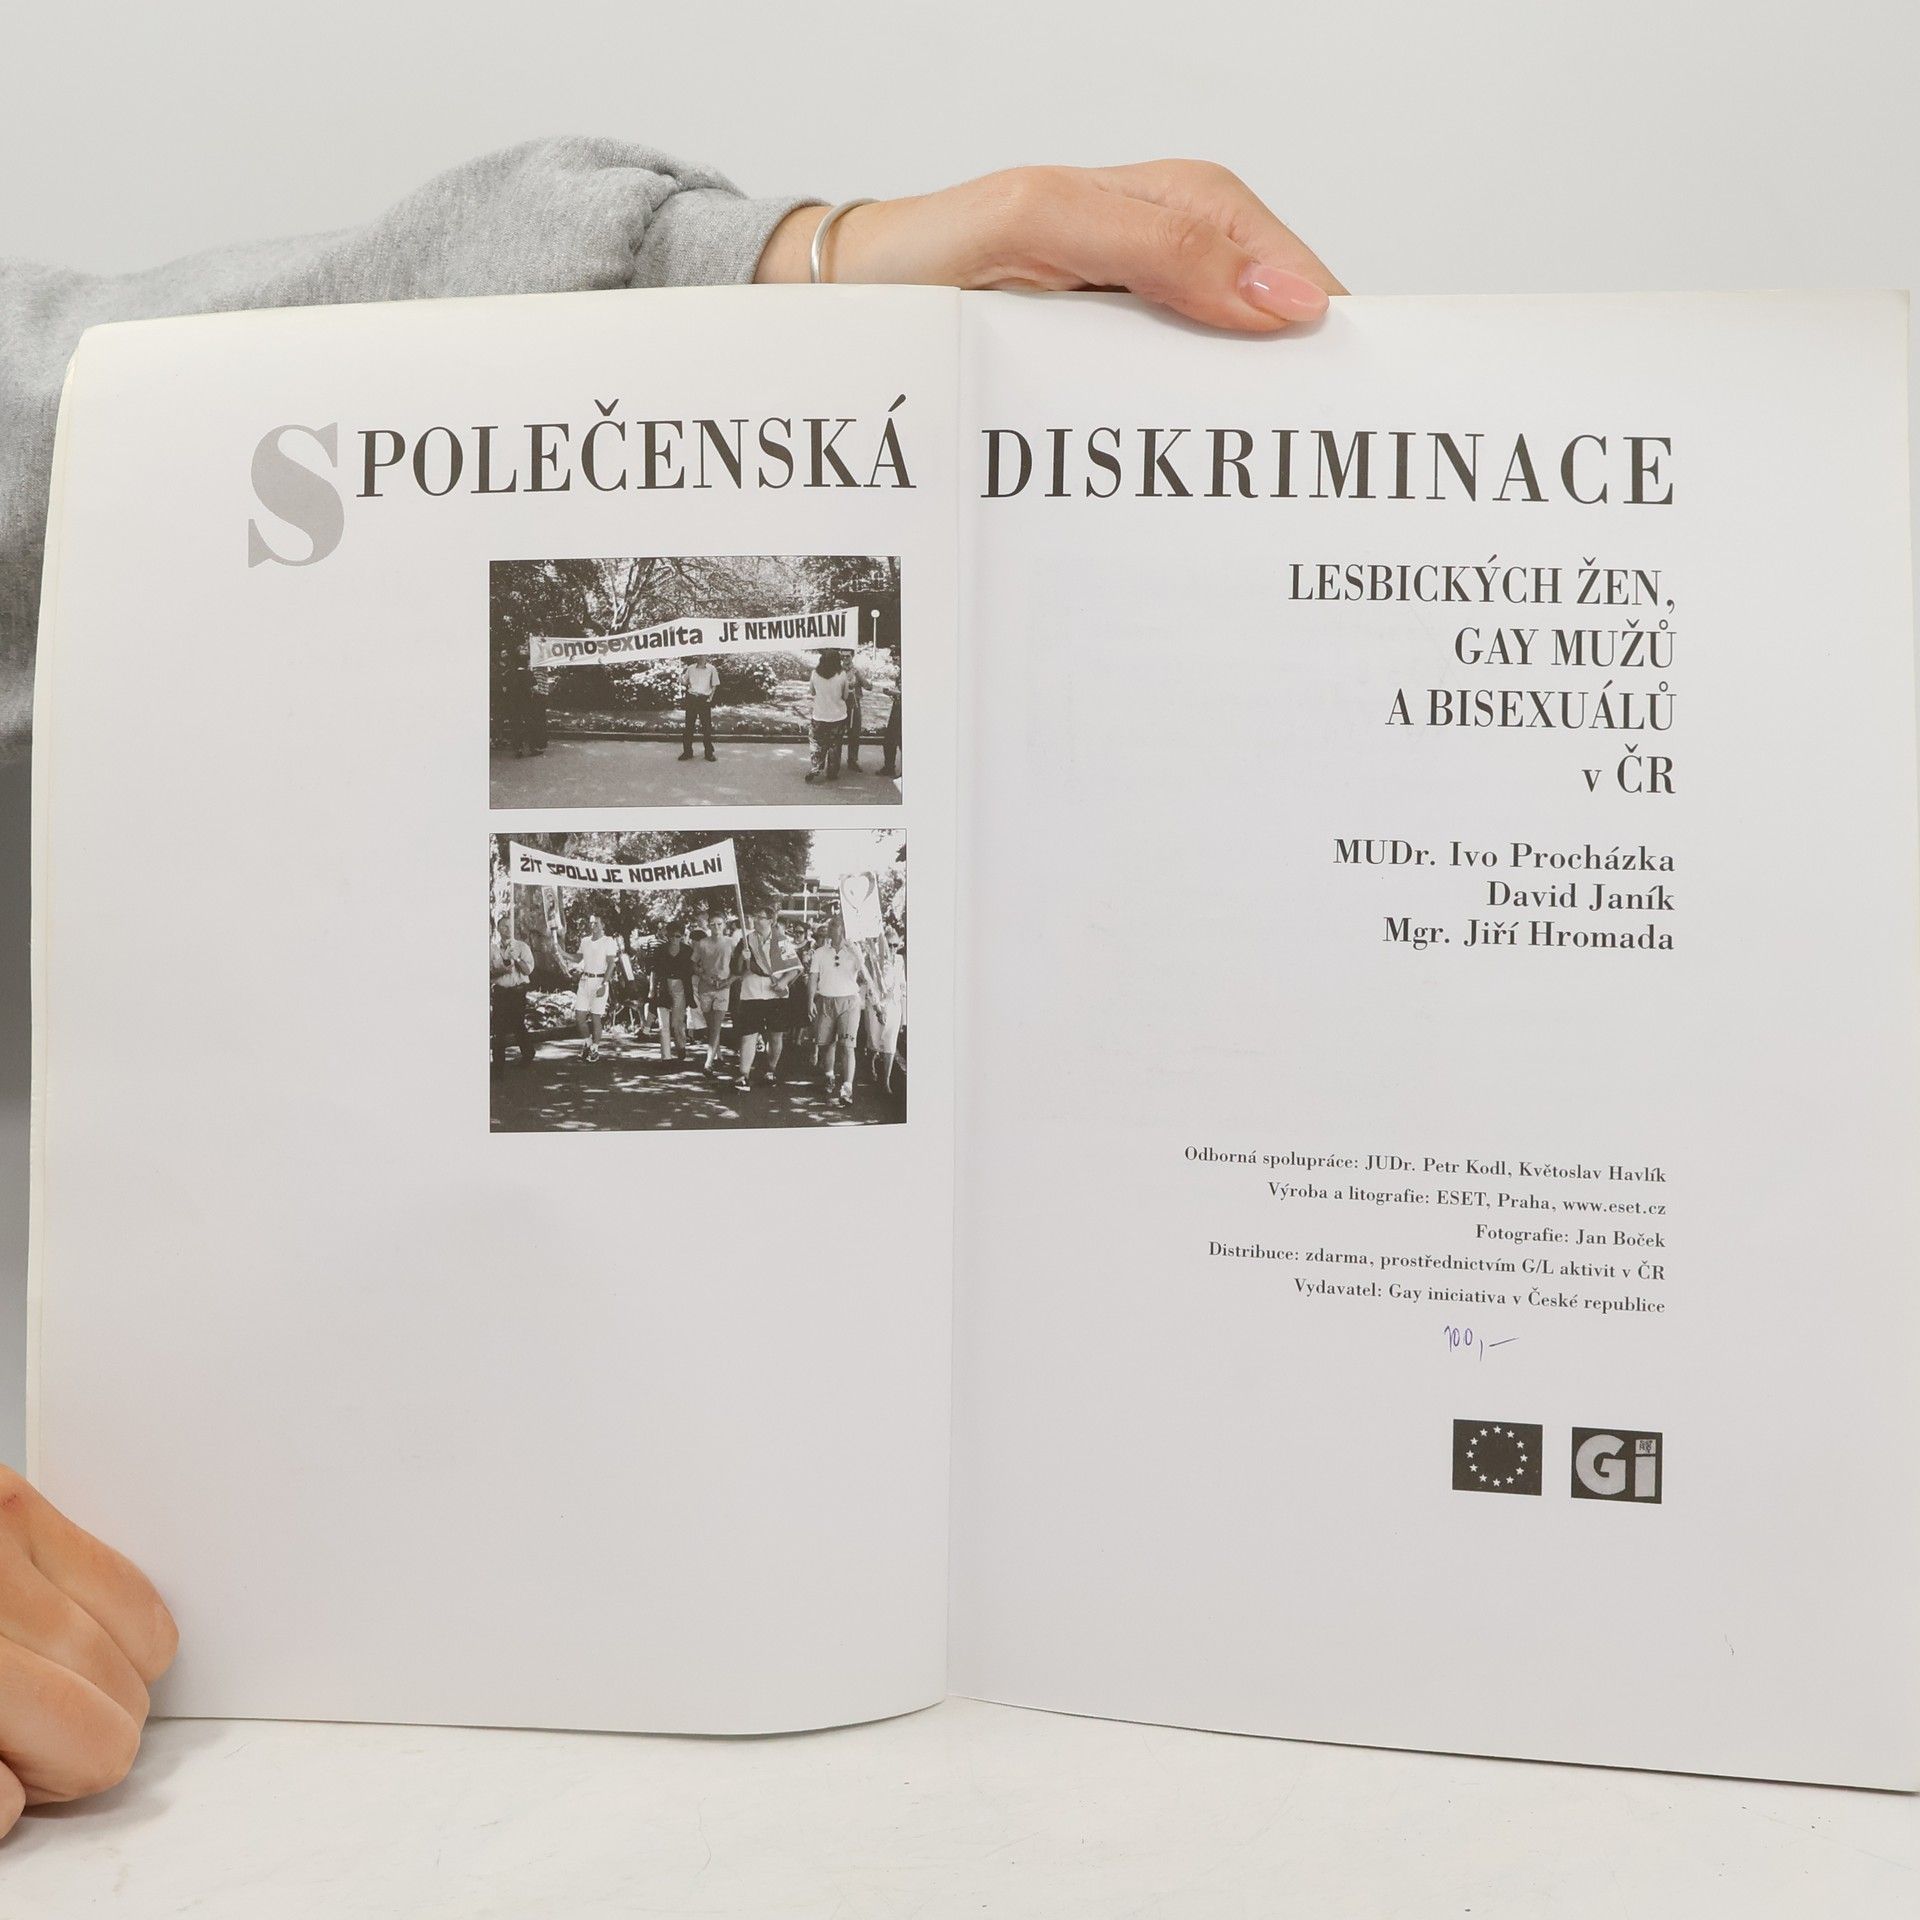 SPOLEČENSKÁ DISKRIMINACE
homosexualita JE NEMURALNÍ
ŽÍT SPOLU JE NORMÁLNÍ
LESBICKÝCH ŽEN,
GAY MUŽŮ
A BISEXUÁLŮ
v ČR
MUDr. Ivo Procházka
David Janík
Mgr. Jiří Hromada
Odborná spolupráce: JUDr. Petr Kodl, Květoslav Havlík
Výroba a litografie: ESET, Praha, www.eset.cz
Fotografie: Jan Boček
Distribuce: zdarma, prostřednictvím G/L aktivit v ČR
Vydavatel: Gay iniciativa v České republice
100,—
Gi